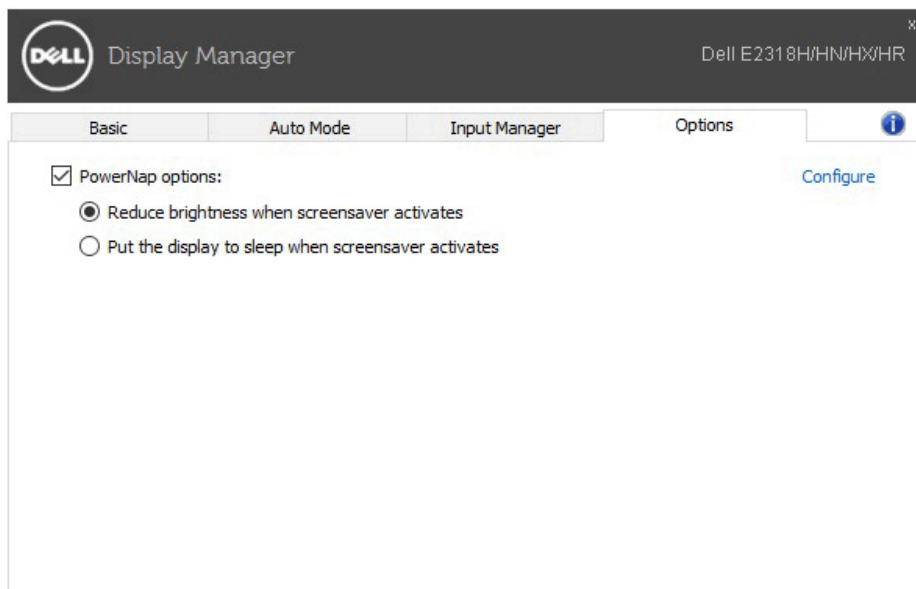 DELL
Display Manager
Dell E2318H/HN/HX/HR
x
Basic
Auto Mode
Input Manager
Options
i
PowerNap options:
Configure
Reduce brightness when screensaver activates
Put the display to sleep when screensaver activates